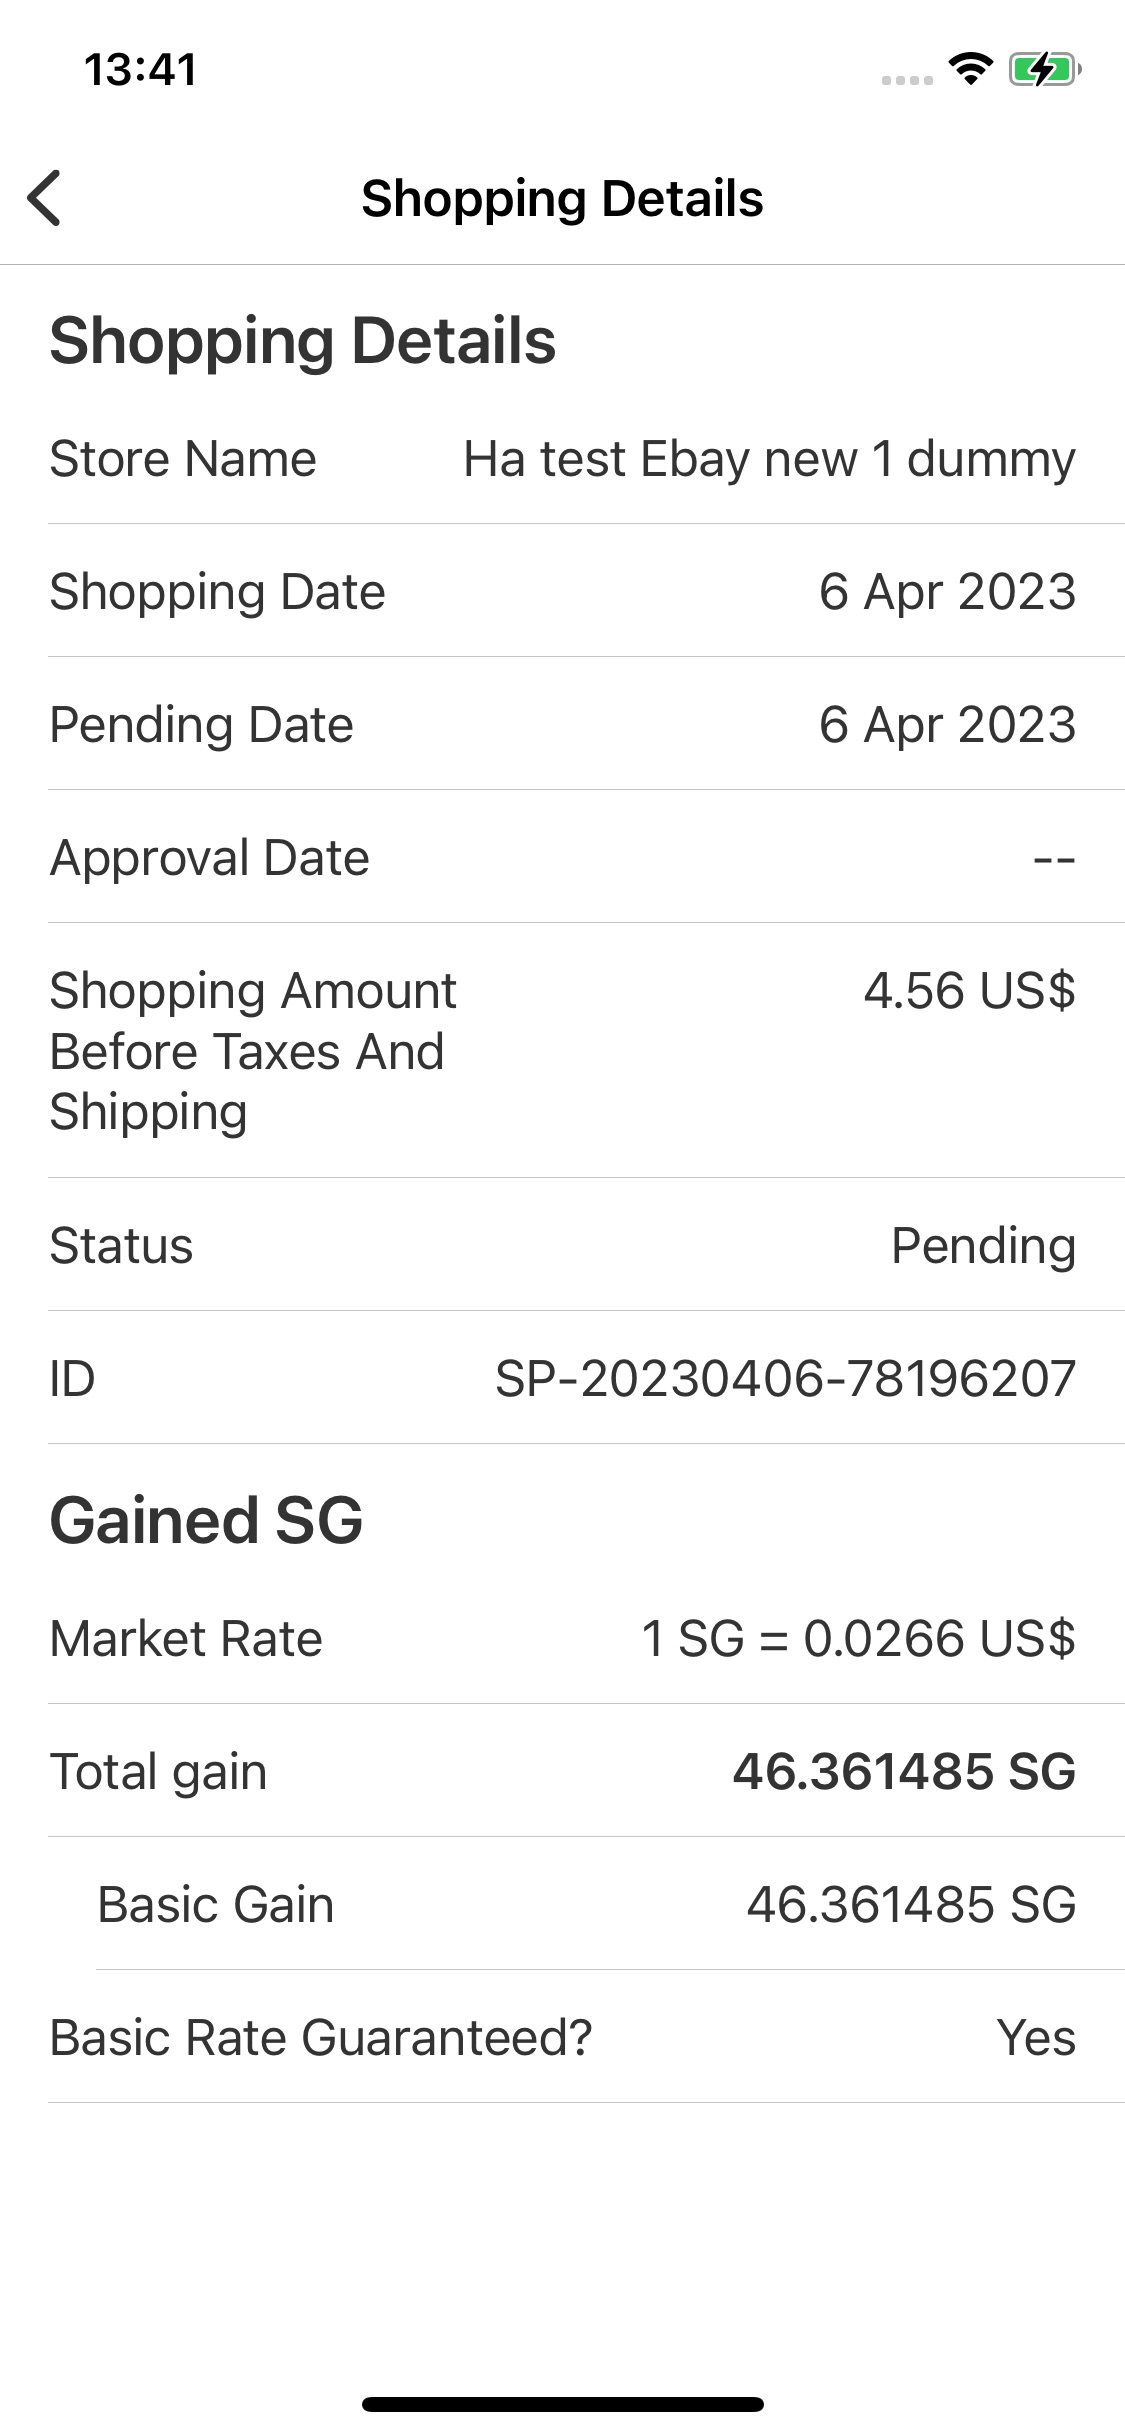 13:41
Shopping Details
Shopping Details
Store Name Ha test Ebay new 1 dummy
Shopping Date 6 Apr 2023
Pending Date 6 Apr 2023
Approval Date --
Shopping Amount 4.56 US$
Before Taxes And
Shipping
Status Pending
ID SP-20230406-78196207
Gained SG
Market Rate 1 SG = 0.0266 US$
Total gain 46.361485 SG
Basic Gain 46.361485 SG
Basic Rate Guaranteed? Yes